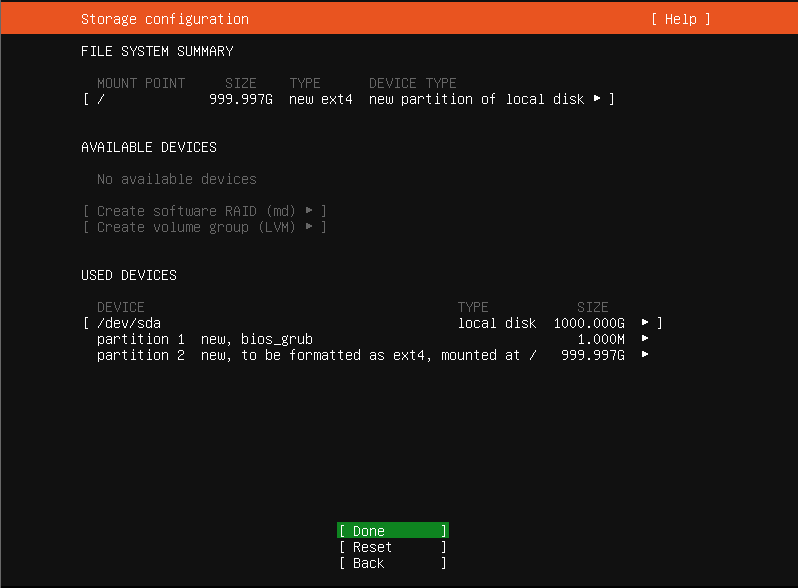 Storage configuration [ Help ]
FILE SYSTEM SUMMARY
MOUNT POINT SIZE TYPE DEVICE TYPE
[ / 999.997G new ext4 new partition of local disk ▸ ]
AVAILABLE DEVICES
No available devices
[ Create software RAID (md) ▸ ]
[ Create volume group (LVM) ▸ ]
USED DEVICES
DEVICE TYPE SIZE
[ /dev/sda local disk 1000.000G ▸ ]
partition 1 new, bios_grub 1.000M ▸
partition 2 new, to be formatted as ext4, mounted at / 999.997G ▸
[ Done ]
[ Reset ]
[ Back ]